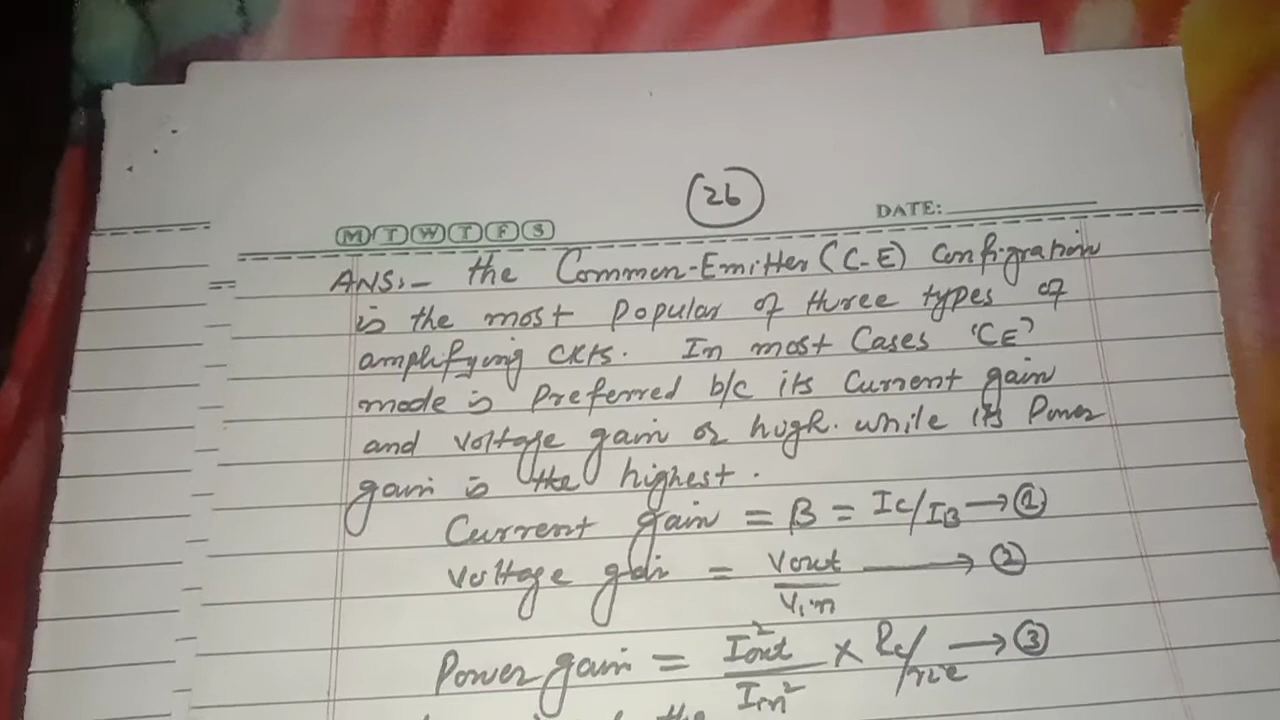 26
DATE:
M T W T F S
ANS:- the Common-Emitter (C-E) Configration
is the most Popular of three types of
amplifying CKts. In most Cases 'CE'
mode is Preferred b/c its Current gain
and voltage gain is high. while its Power
gain is the highest.
Current gain = β = Ic/IB → ①
voltage gain = Vout/Vin → ②
Power gain = Iout²/Iin² × Rc/ → ③
the